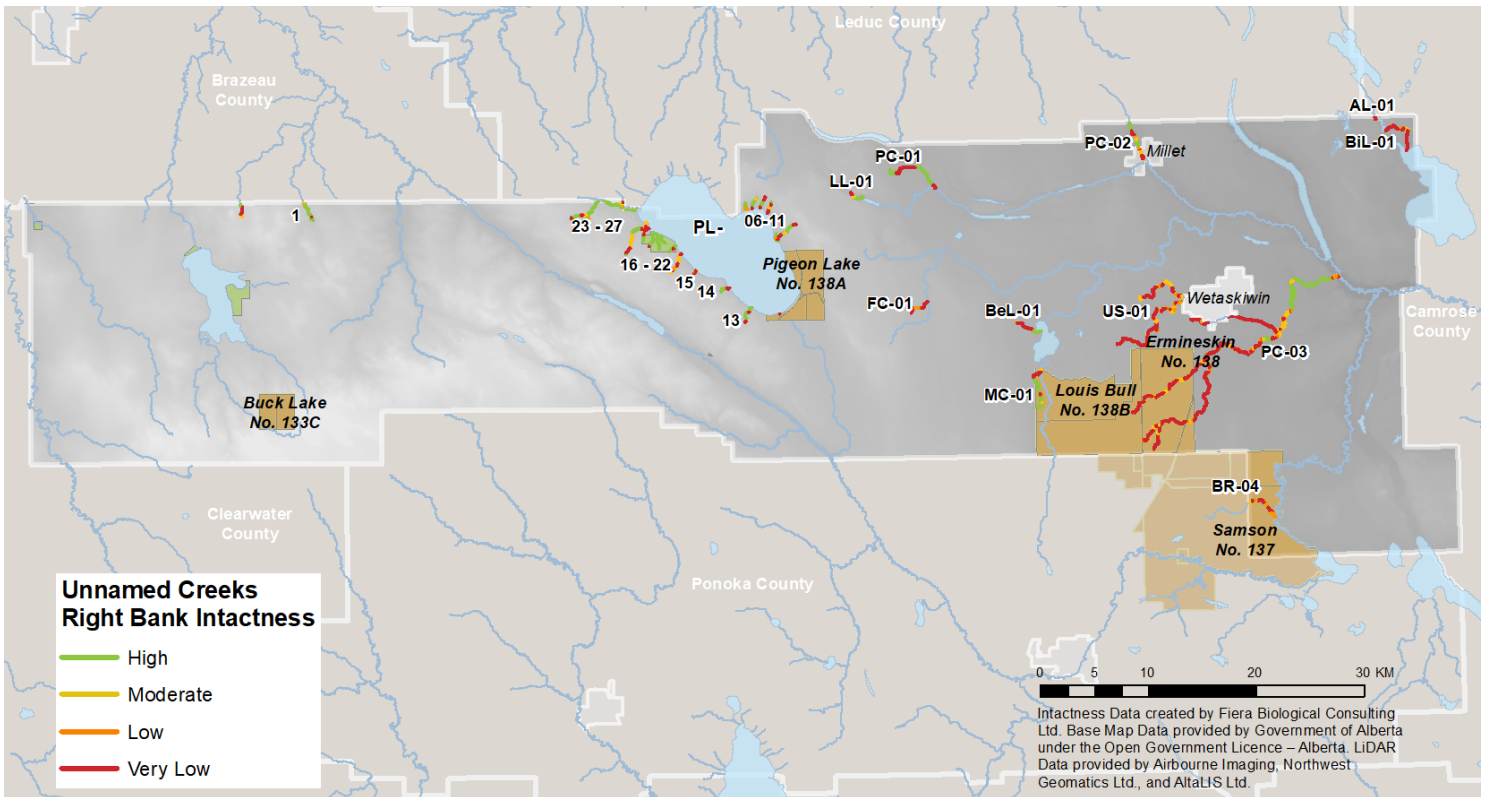 Leduc County
Brazeau
County
AL-01
BiL-01
PC-02
Millet
PC-01
LL-01
1
23 - 27
PL-
06-11
16 - 22
15
14
13
Pigeon Lake
No. 138A
FC-01
BeL-01
US-01
Wetaskiwin
Camrose
County
Ermineskin
No. 138
PC-03
MC-01
Louis Bull
No. 138B
Buck Lake
No. 133C
BR-04
Samson
No. 137
Clearwater
County
Ponoka County
Unnamed Creeks
Right Bank Intactness
High
Moderate
Low
Very Low
0 5 10 20 30 KM
Intactness Data created by Fiera Biological Consulting
Ltd. Base Map Data provided by Government of Alberta
under the Open Government Licence – Alberta. LiDAR
Data provided by Airbourne Imaging, Northwest
Geomatics Ltd., and AltaLIS Ltd.